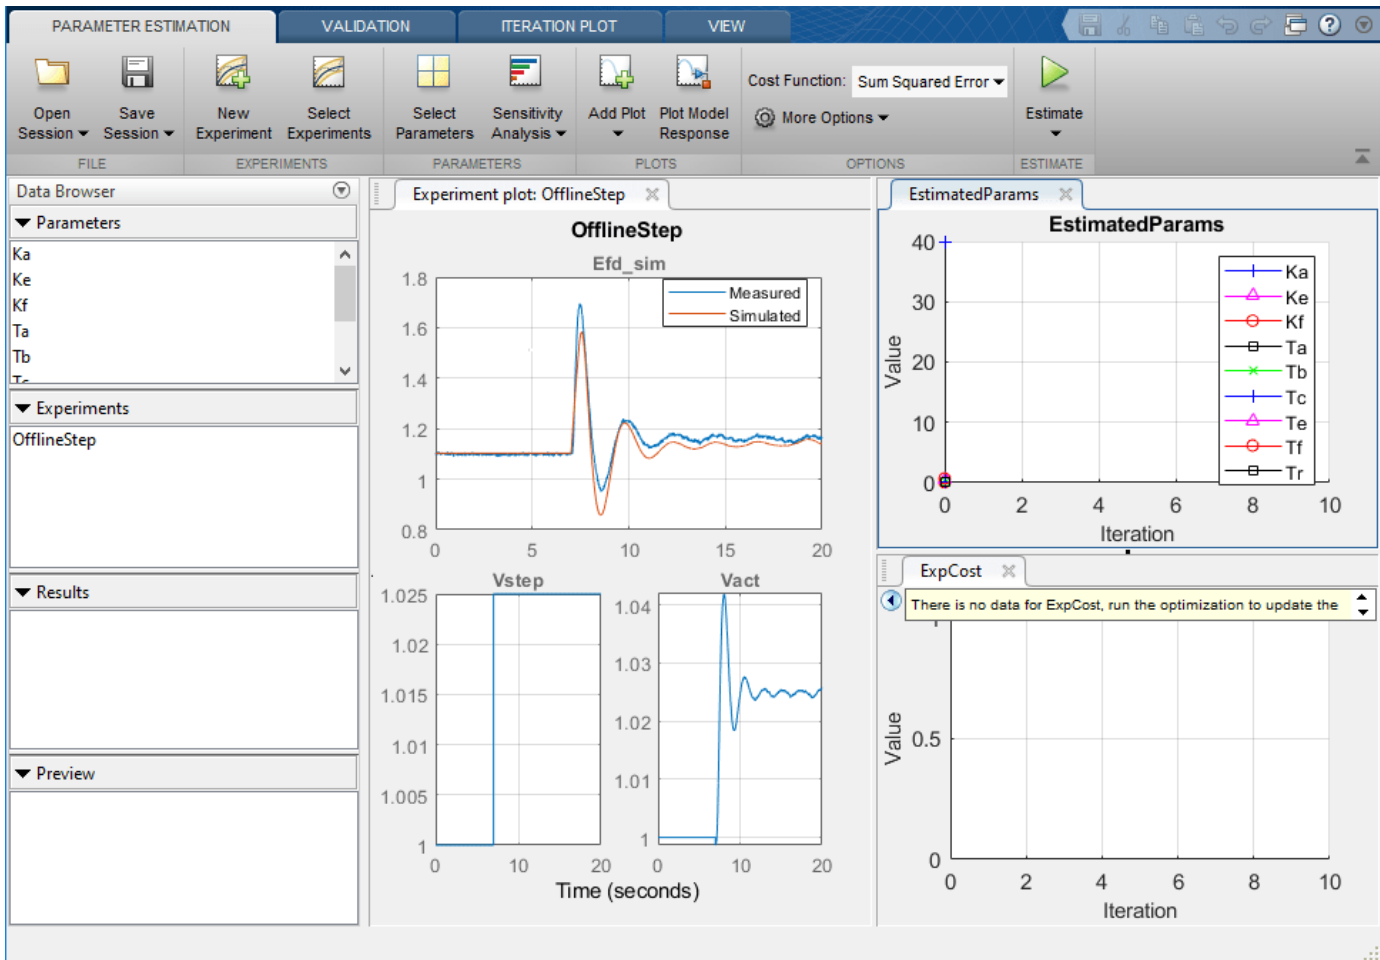 PARAMETER ESTIMATION
VALIDATION
ITERATION PLOT
VIEW
Open
Session
Save
Session
New
Experiment
Select
Experiments
Select
Parameters
Sensitivity
Analysis
Add Plot
Plot Model
Response
Cost Function:
Sum Squared Error
More Options
Estimate
FILE
EXPERIMENTS
PARAMETERS
PLOTS
OPTIONS
ESTIMATE
Data Browser
Parameters
Ka
Ke
Kf
Ta
Tb
Tc
Experiments
OfflineStep
Results
Preview
Experiment plot: OfflineStep
OfflineStep
Efd_sim
1.8
1.6
1.4
1.2
1
0.8
0
5
10
15
20
Measured
Simulated
Vstep
1.025
1.02
1.015
1.01
1.005
1
0
10
20
Vact
1.04
1.03
1.02
1.01
1
0
10
20
Time (seconds)
EstimatedParams
EstimatedParams
40
30
20
10
0
Value
0
2
4
6
8
10
Iteration
Ka
Ke
Kf
Ta
Tb
Tc
Te
Tf
Tr
ExpCost
There is no data for ExpCost, run the optimization to update the
1
0.5
0
Value
0
2
4
6
8
10
Iteration